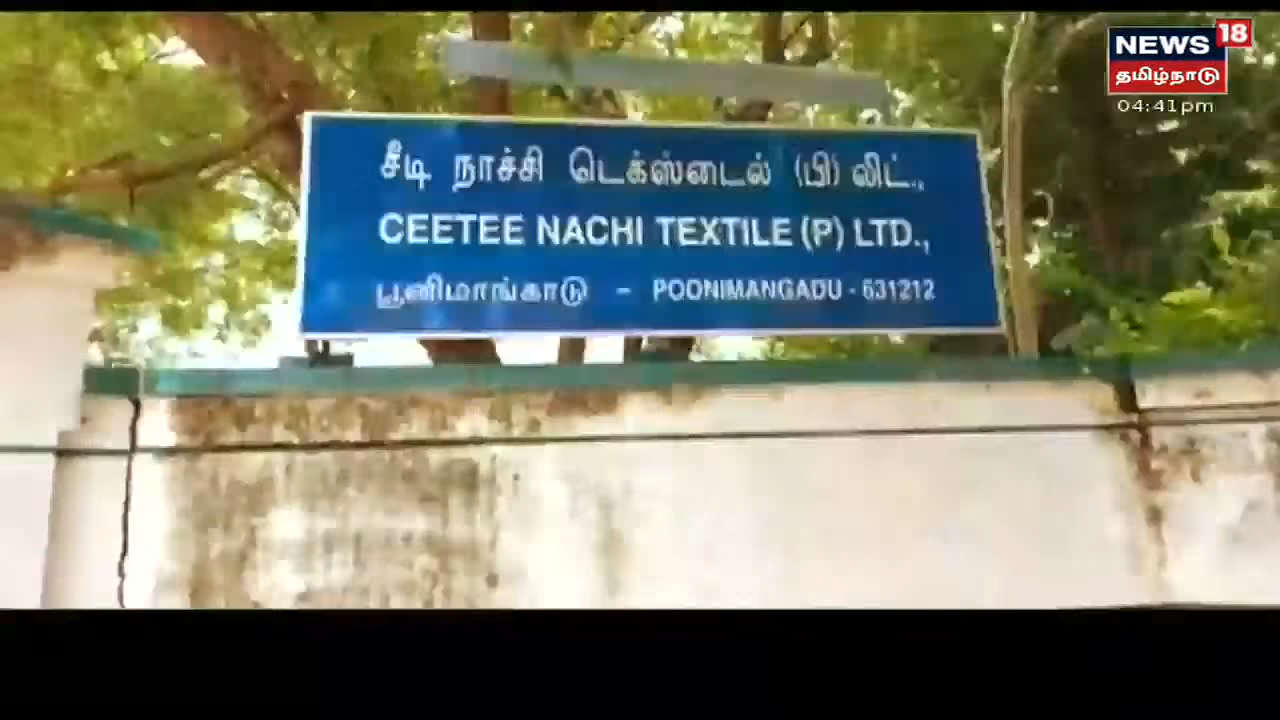 NEWS 18
தமிழ்நாடு
04:41pm
சீடி நாச்சி டெக்ஸ்டைல் (பி) லிட்.,
CEETEE NACHI TEXTILE (P) LTD.,
பூனிமாங்காடு - POONIMANGADU - 631212